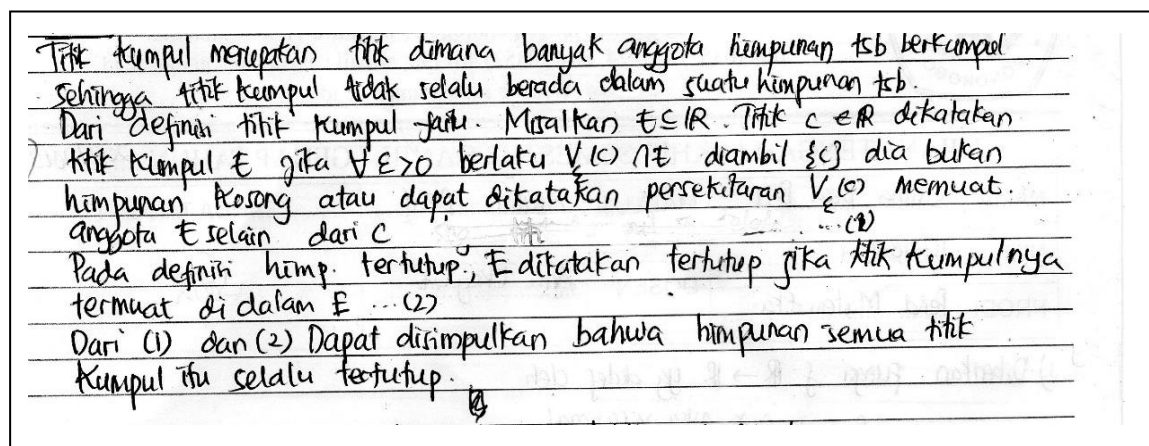 Titik kumpul merupakan titik dimana banyak anggota himpunan tsb berkumpul
sehingga titik kumpul tidak selalu berada dalam suatu himpunan tsb.
Dari definisi titik kumpul yaitu. Misalkan E ⊆ ℝ. Titik c ∈ ℝ dikatakan
titik kumpul E jika ∀ ε>0 berlaku V_ε(c) ∩ E diambil {c} dia bukan
himpunan kosong atau dapat dikatakan persekitaran V_ε(c) memuat.
anggota E selain dari c ...(1)
Pada definisi himp. tertutup, E dikatakan tertutup jika titik kumpulnya
termuat di dalam E ...(2)
Dari (1) dan (2) Dapat disimpulkan bahwa himpunan semua titik
Kumpul itu selalu tertutup.